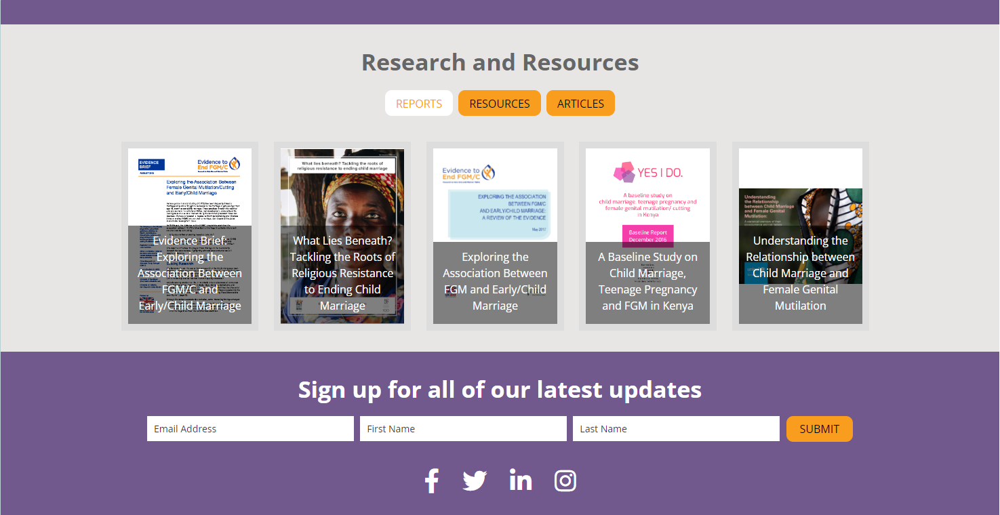 Research and Resources
REPORTS
RESOURCES
ARTICLES
EVIDENCE
BRIEF
Evidence to
End FGM/C
Exploring the Association Between
Female Genital Mutilation/Cutting
and Early/Child Marriage
Evidence Brief:
Exploring the
Association Between
FGM/C and
Early/Child Marriage
What lies beneath? Tackling the roots of
religious resistance to ending child marriage
What Lies Beneath?
Tackling the Roots of
Religious Resistance
to Ending Child
Marriage
Evidence to
End FGM/C
EXPLORING THE ASSOCIATION
BETWEEN FGM/C
AND EARLY/CHILD MARRIAGE:
A REVIEW OF THE EVIDENCE
May 2017
Exploring the
Association Between
FGM and Early/Child
Marriage
YES I DO.
A baseline study on
child marriage, teenage pregnancy and
female genital mutilation/ cutting
in Kenya
Baseline Report
December 2016
A Baseline Study on
Child Marriage,
Teenage Pregnancy
and FGM in Kenya
Understanding
the Relationship
between Child Marriage
and Female Genital
Mutilation:
Understanding the
Relationship between
Child Marriage and
Female Genital
Mutilation
Sign up for all of our latest updates
Email Address
First Name
Last Name
SUBMIT